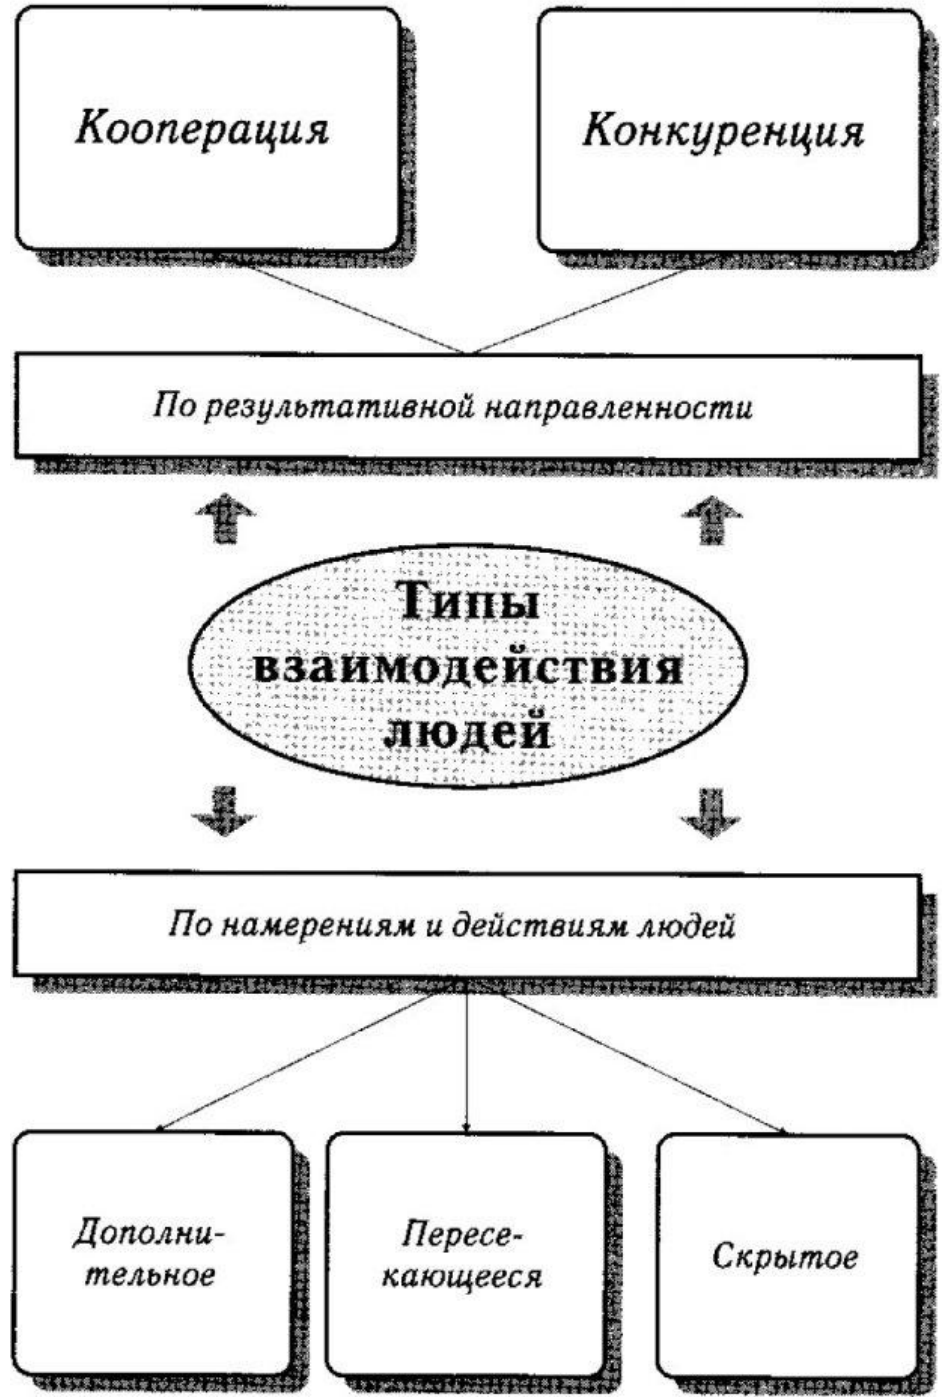 Кооперация
Конкуренция
По результативной направленности
Типы
взаимодействия
людей
По намерениям и действиям людей
Дополни-
тельное
Пересе-
кающееся
Скрытое